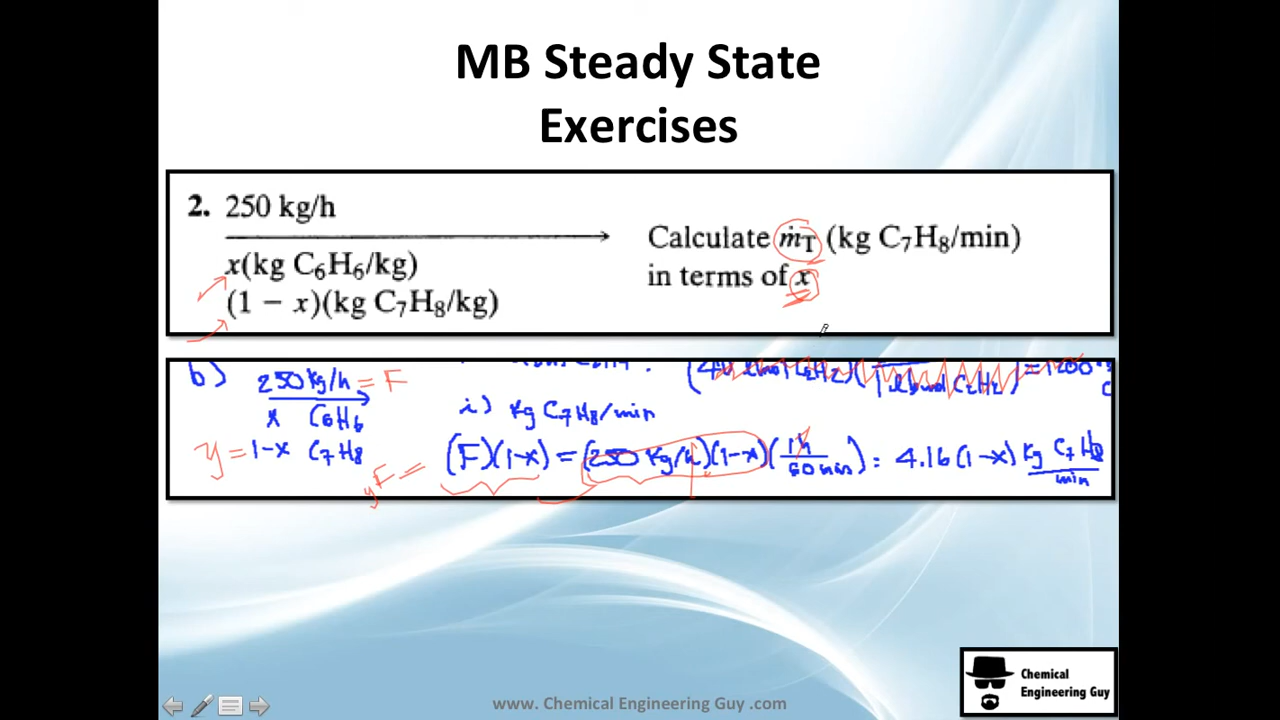 MB Steady State
Exercises
2. 250 kg/h
x(kg C₆H₆/kg)
(1 − x)(kg C₇H₈/kg)
Calculate ṁT (kg C₇H₈/min)
in terms of x
b)
250 kg/h = F
x C6H6
y = 1-x C7H8
i) kg C7H8/min
yF = (F)(1-x) = (250 kg/h)(1-x)(1h/60 min) = 4.16(1-x) kg C7H8/min
www. Chemical Engineering Guy .com
Chemical
Engineering Guy